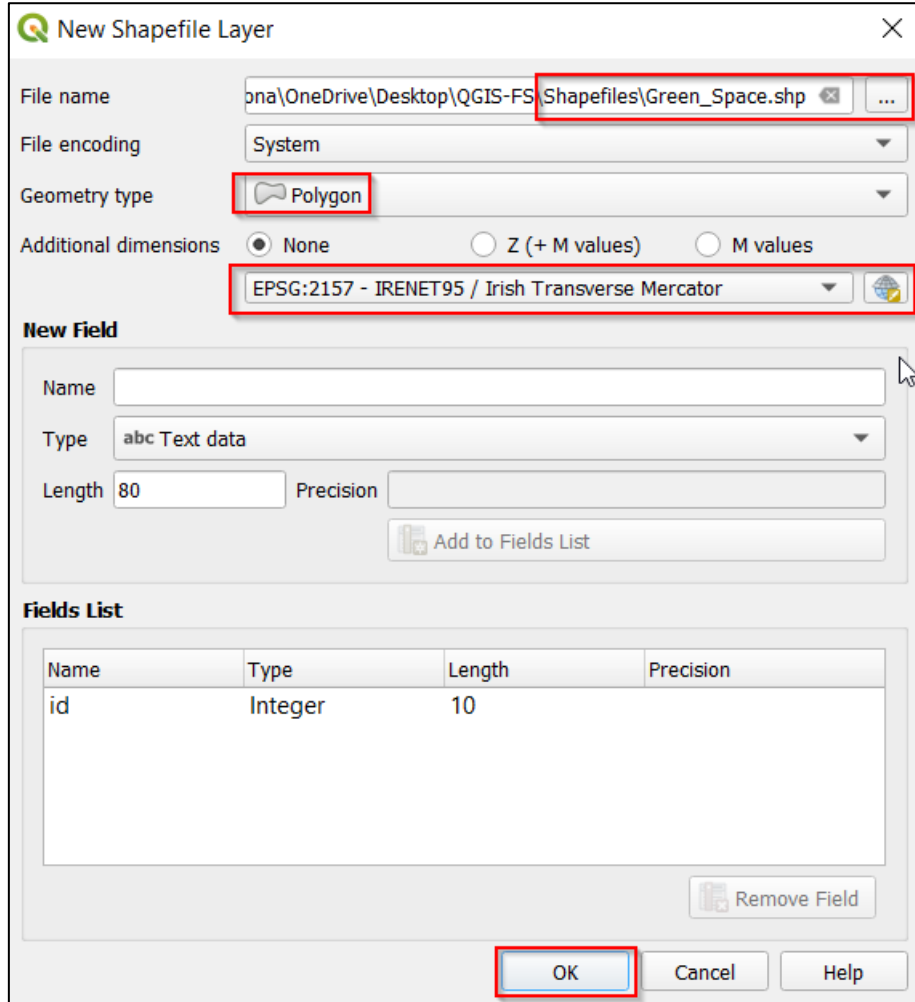 New Shapefile Layer
File name ona\OneDrive\Desktop\QGIS-FS\Shapefiles\Green_Space.shp ...
File encoding System
Geometry type Polygon
Additional dimensions None Z (+ M values) M values
EPSG:2157 - IRENET95 / Irish Transverse Mercator
New Field
Name
Type abc Text data
Length 80 Precision
Add to Fields List
Fields List
Name Type Length Precision
id Integer 10
Remove Field
OK Cancel Help